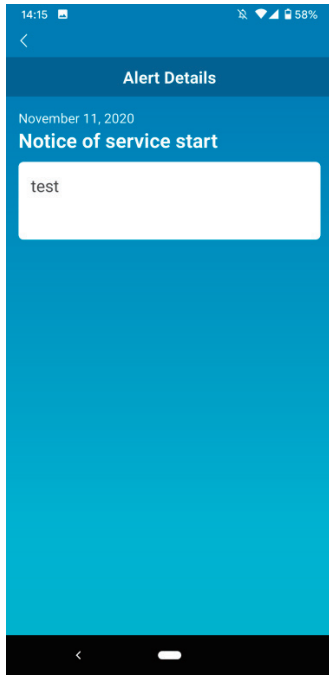 14:15 58%
Alert Details
November 11, 2020
Notice of service start
test